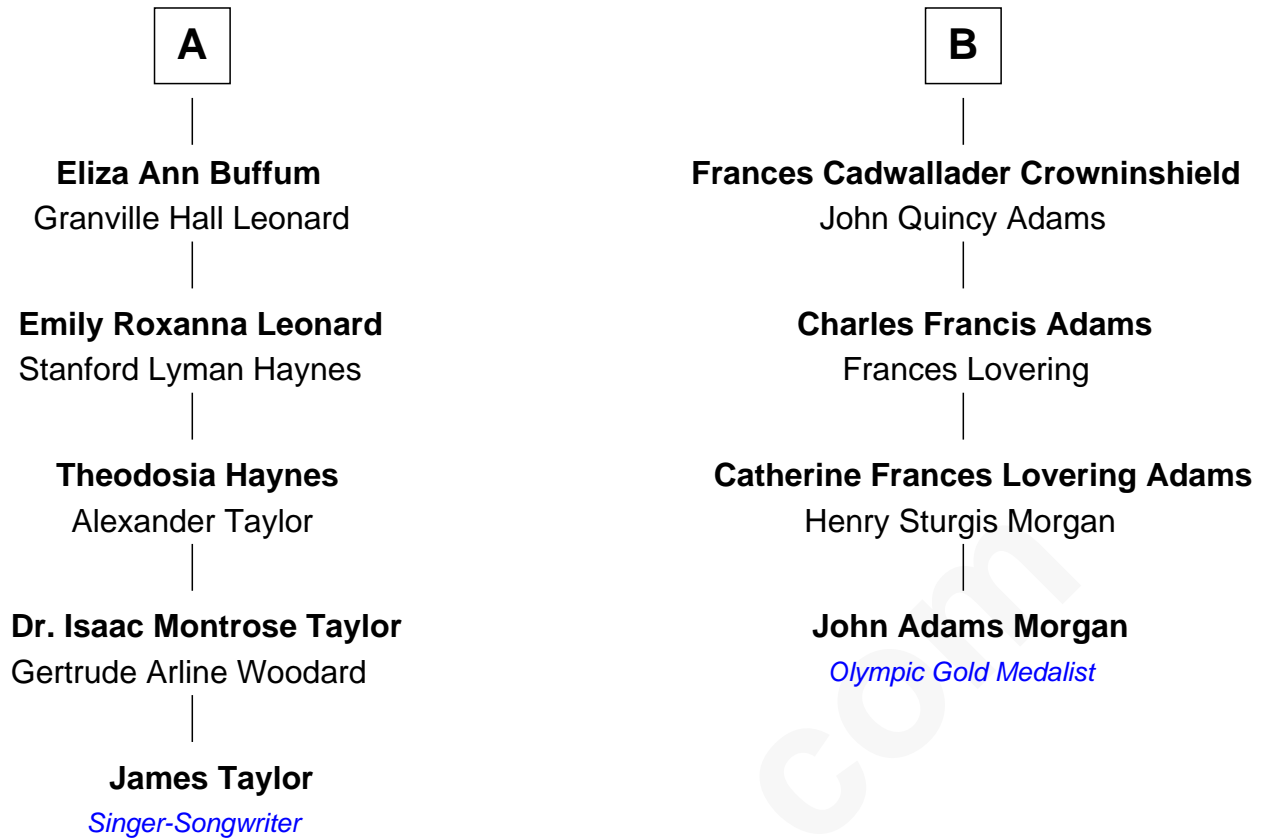 A
Eliza Ann Buffum
Granville Hall Leonard
Emily Roxanna Leonard
Stanford Lyman Haynes
Theodosia Haynes
Alexander Taylor
Dr. Isaac Montrose Taylor
Gertrude Arline Woodard
James Taylor
Singer-Songwriter
B
Frances Cadwallader Crowninshield
John Quincy Adams
Charles Francis Adams
Frances Lovering
Catherine Frances Lovering Adams
Henry Sturgis Morgan
John Adams Morgan
Olympic Gold Medalist
com